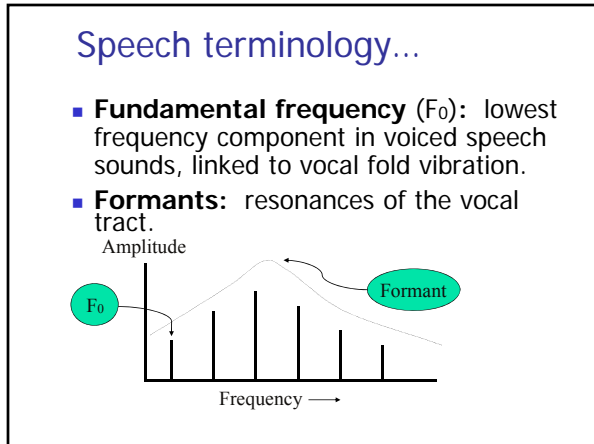 Speech terminology...
Fundamental frequency (F0): lowest
frequency component in voiced speech
sounds, linked to vocal fold vibration.
Formants: resonances of the vocal
tract.
Amplitude
F0
Formant
Frequency